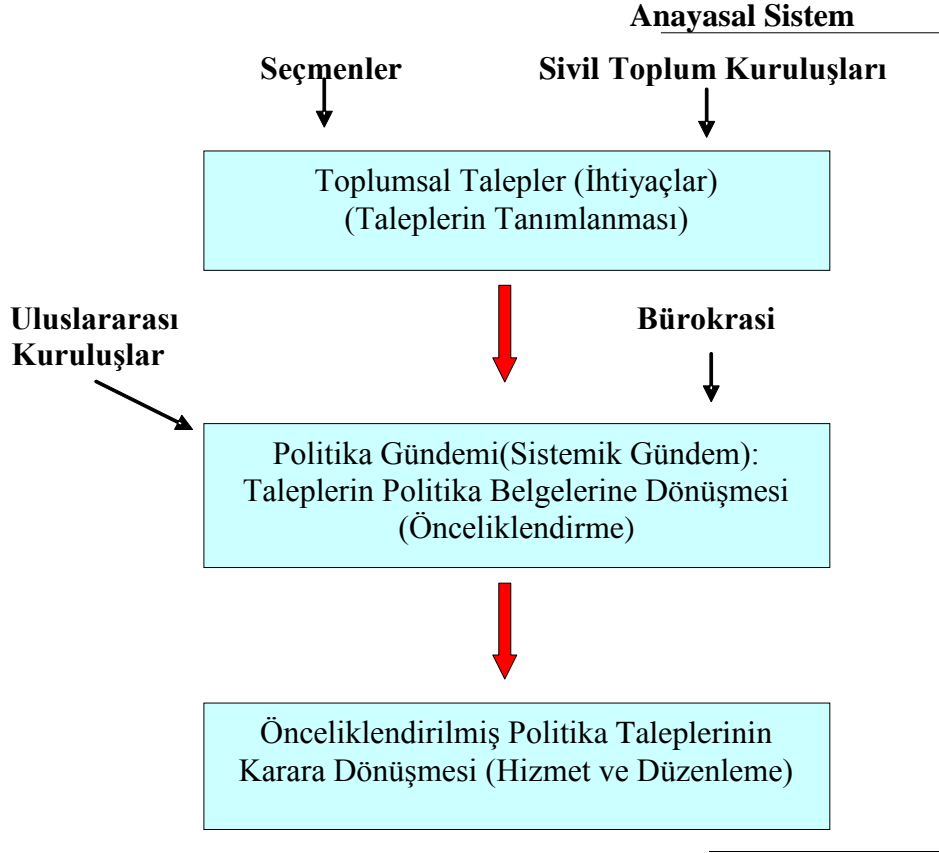 Anayasal Sistem
Seçmenler
Sivil Toplum Kuruluşları
Toplumsal Talepler (İhtiyaçlar)
(Taleplerin Tanımlanması)
Uluslararası
Kuruluşlar
Bürokrasi
Politika Gündemi(Sistemik Gündem):
Taleplerin Politika Belgelerine Dönüşmesi
(Önceliklendirme)
Önceliklendirilmiş Politika Taleplerinin
Karara Dönüşmesi (Hizmet ve Düzenleme)